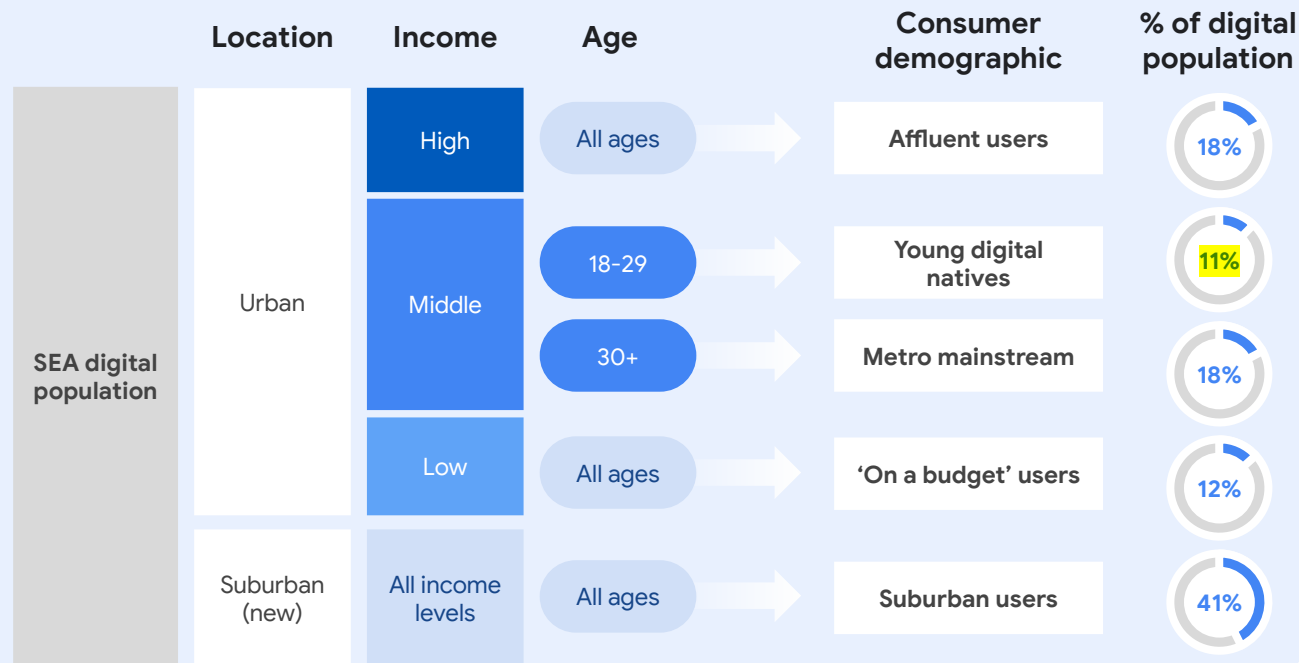 Location
Income
Age
Consumer
demographic
% of digital
population
SEA digital
population
Urban
High
All ages
Affluent users
18%
Middle
18-29
Young digital
natives
11%
30+
Metro mainstream
18%
Low
All ages
‘On a budget’ users
12%
Suburban
(new)
All income
levels
All ages
Suburban users
41%